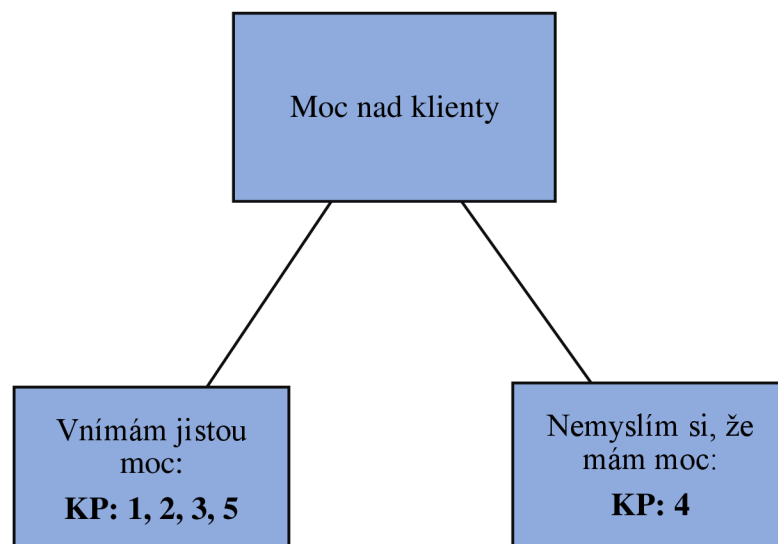 Moc nad klienty
Vnímám jistou
moc:
KP: 1, 2, 3, 5
Nemyslím si, že
mám moc:
KP: 4